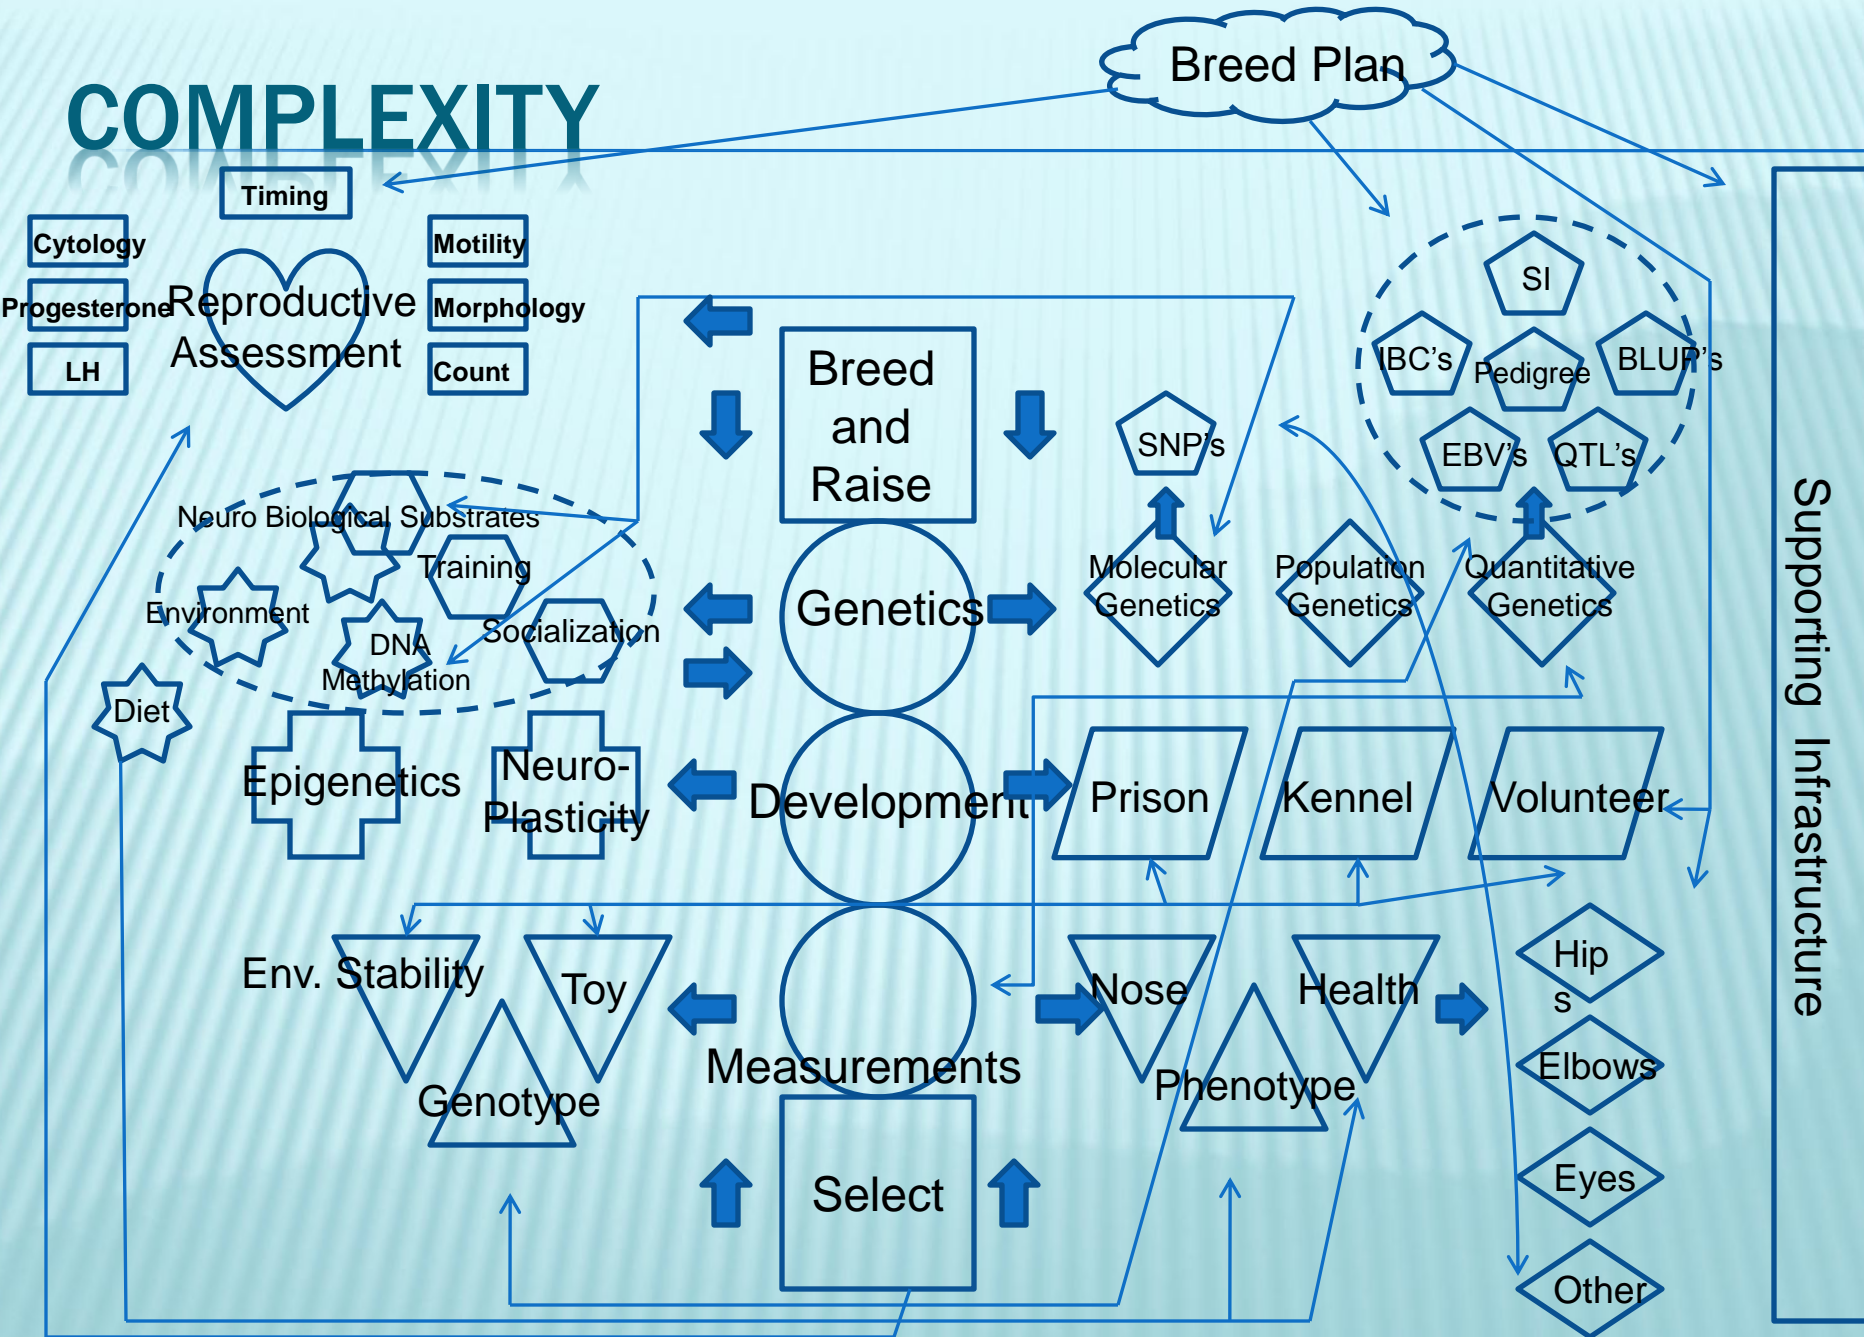 COMPLEXITY
Breed Plan
Timing
Cytology
Progesterone
LH
Reproductive
Assessment
Motility
Morphology
Count
Breed
and
Raise
SI
IBC's
Pedigree
BLUP's
EBV's
QTL's
SNP's
Neuro Biological Substrates
Training
Environment
DNA
Methylation
Socialization
Diet
Genetics
Molecular
Genetics
Population
Genetics
Quantitative
Genetics
Epigenetics
Neuro-
Plasticity
Development
Prison
Kennel
Volunteer
Env. Stability
Toy
Genotype
Measurements
Nose
Phenotype
Health
Hip
s
Elbows
Eyes
Other
Select
Supporting Infrastructure